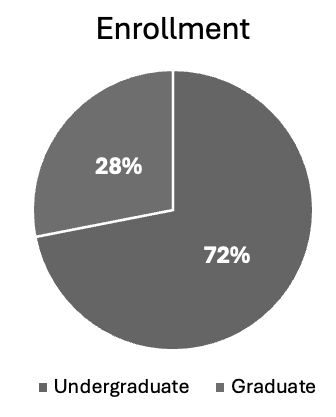 Enrollment
28%
72%
Undergraduate Graduate